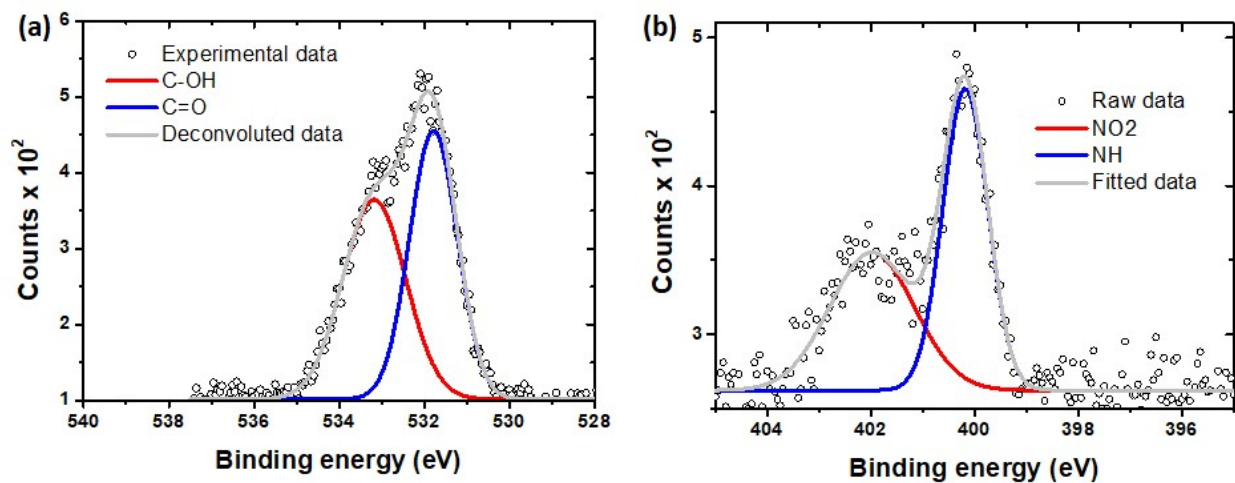 (a)
6
5
4
3
2
1
Counts x 10²
Experimental data
C-OH
C=O
Deconvoluted data
540 538 536 534 532 530 528
Binding energy (eV)
(b)
5
4
3
Counts x 10²
Raw data
NO2
NH
Fitted data
404 402 400 398 396
Binding energy (eV)